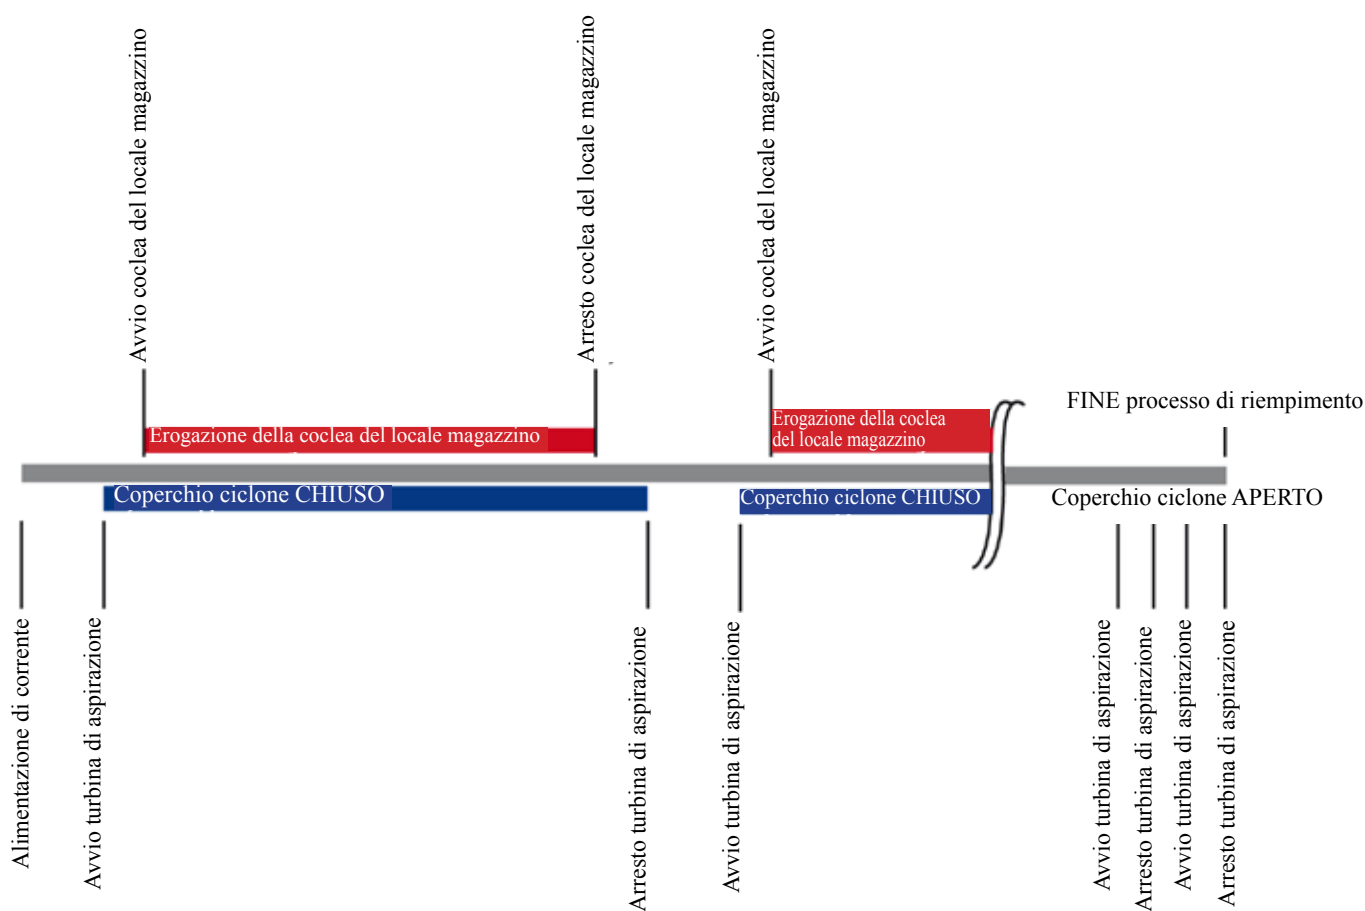 Avvio coclea del locale magazzino
Arresto coclea del locale magazzino
Avvio coclea del locale magazzino
FINE processo di riempimento
Erogazione della coclea del locale magazzino
Erogazione della coclea
del locale magazzino
Coperchio ciclone CHIUSO
Coperchio ciclone CHIUSO
Coperchio ciclone APERTO
Alimentazione di corrente
Avvio turbina di aspirazione
Arresto turbina di aspirazione
Avvio turbina di aspirazione
Avvio turbina di aspirazione
Arresto turbina di aspirazione
Avvio turbina di aspirazione
Arresto turbina di aspirazione